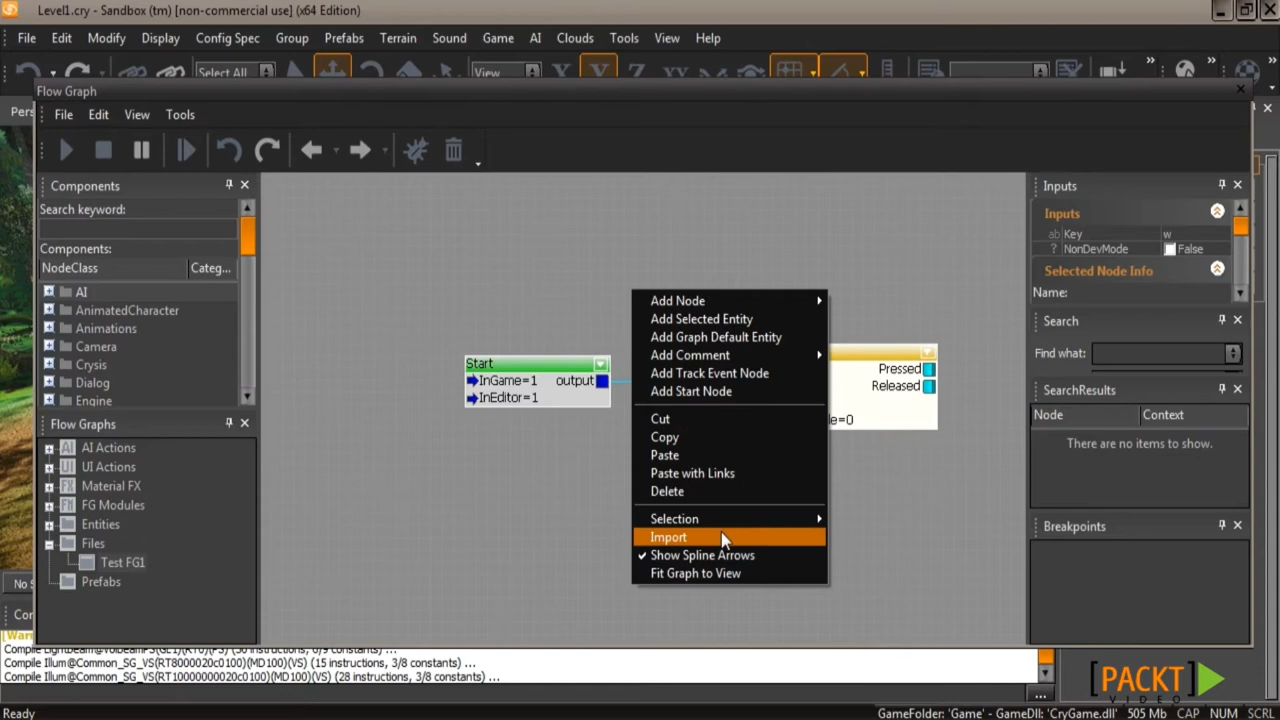 Level1.cry - Sandbox (tm) [non-commercial use] (x64 Edition)
File Edit Modify Display Config Spec Group Prefabs Terrain Sound Game AI Clouds Tools View Help
Select All View
Flow Graph
File Edit View Tools
Components
Search keyword:
Components:
NodeClass Categ...
AI
AnimatedCharacter
Animations
Camera
Crysis
Dialog
Engine
Flow Graphs
AI Actions
UI Actions
Material FX
FG Modules
Entities
Files
Test FG1
Prefabs
Start
InGame=1 output
InEditor=1
Add Node
Add Selected Entity
Add Graph Default Entity
Add Comment
Add Track Event Node
Add Start Node
Cut
Copy
Paste
Paste with Links
Delete
Selection
Import
Show Spline Arrows
Fit Graph to View
Pressed
Released
e=0
Inputs
Inputs
Key w
NonDevMode False
Selected Node Info
Name:
Search
Find what:
SearchResults
Node Context
There are no items to show.
Breakpoints
Compile Illum@Common_SG_VS(RT8000020c0100)(MD100)(VS) (15 instructions, 3/8 constants) ...
Compile Illum@Common_SG_VS(RT10000000020c0100)(MD100)(VS) (28 instructions, 3/8 constants) ...
[PACKT]
VIDEO
Ready GameFolder: 'Game' - GameDll: 'CryGame.dll' 505 Mb CAP NUM SCRL